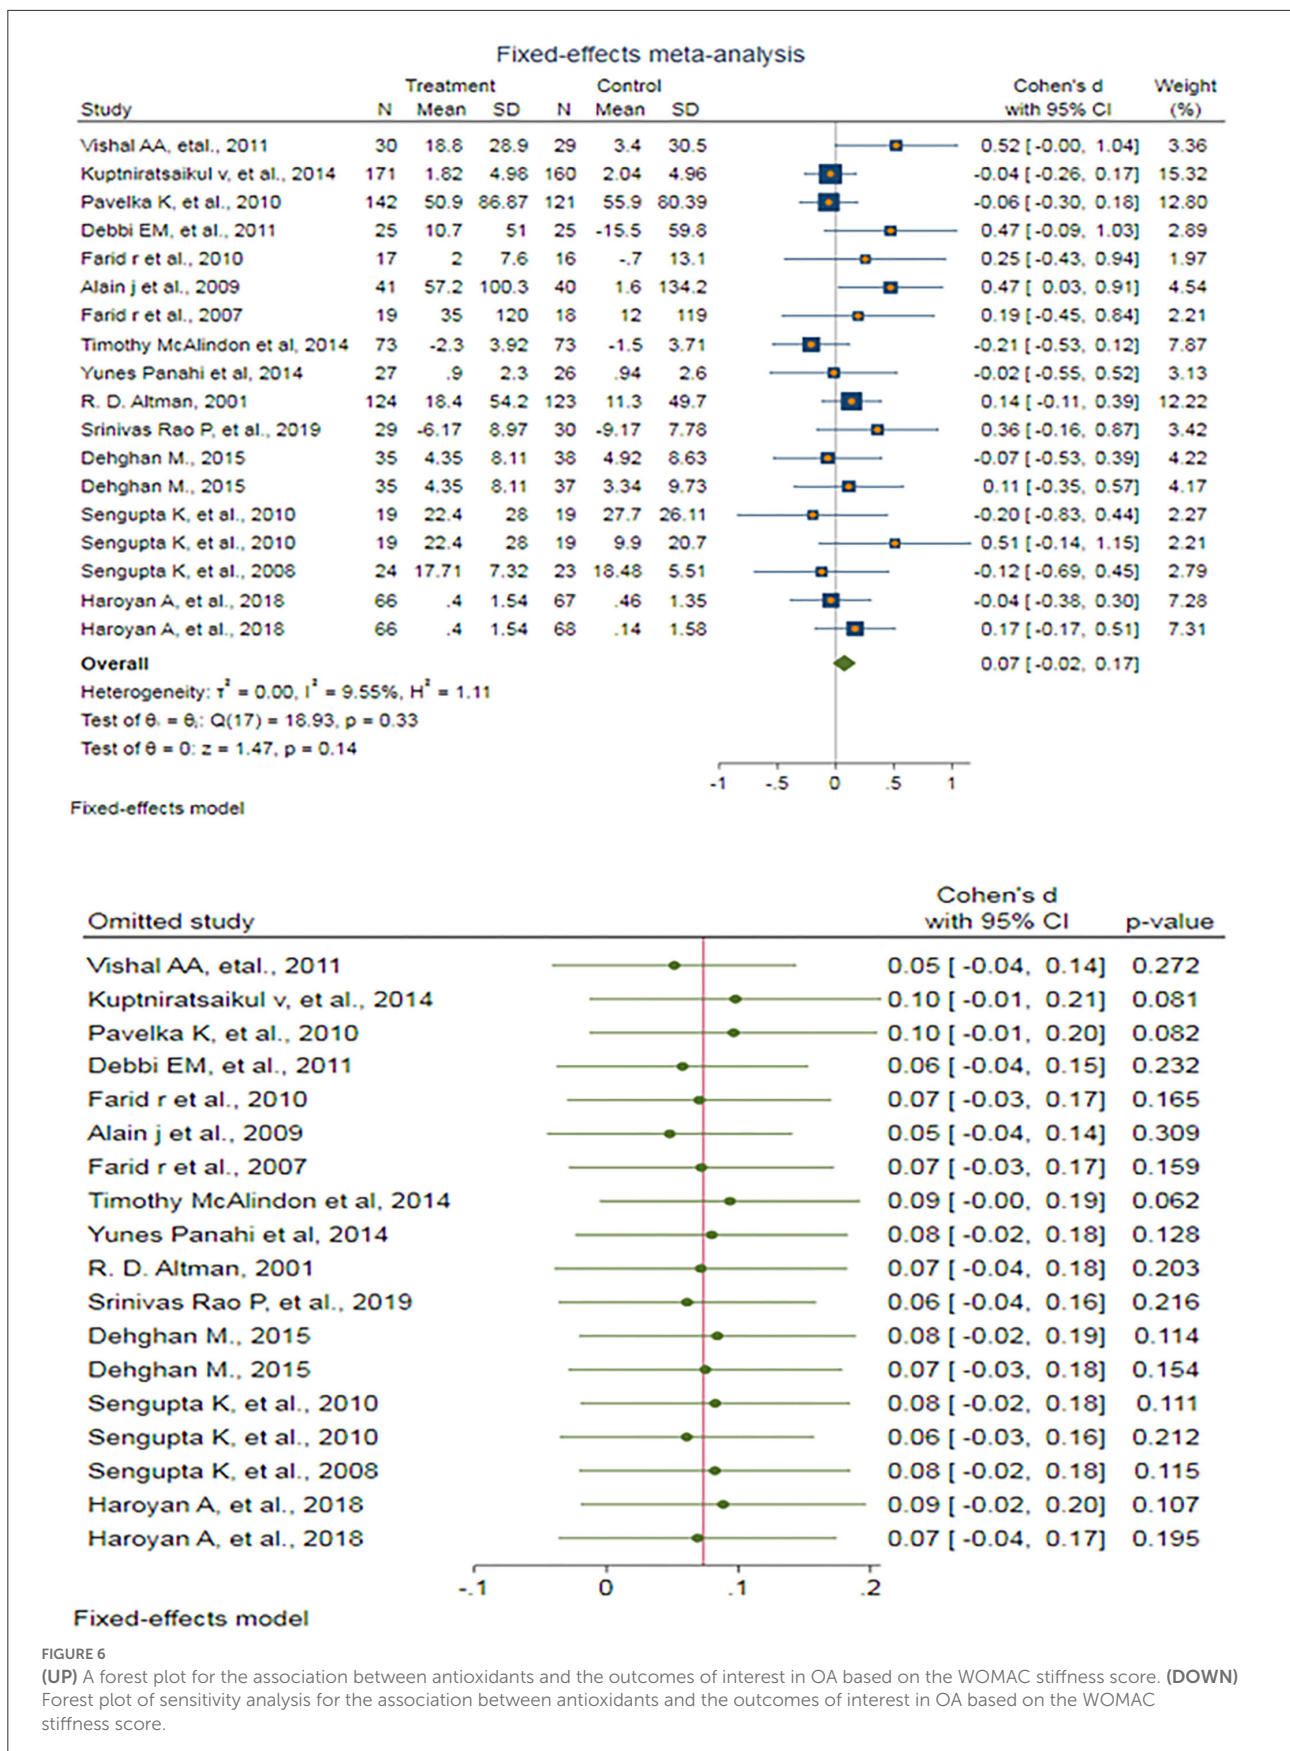 Fixed-effects meta-analysis
Treatment Control Cohen's d Weight
Study N Mean SD N Mean SD with 95% CI (%)
Vishal AA, etal., 2011 30 18.8 28.9 29 3.4 30.5 0.52 [ -0.00, 1.04] 3.36
Kuptniratsaikul v, et al., 2014 171 1.82 4.98 160 2.04 4.96 -0.04 [ -0.26, 0.17] 15.32
Pavelka K, et al., 2010 142 50.9 86.87 121 55.9 80.39 -0.06 [ -0.30, 0.18] 12.80
Debbi EM, et al., 2011 25 10.7 51 25 -15.5 59.8 0.47 [ -0.09, 1.03] 2.89
Farid r et al., 2010 17 2 7.6 16 -.7 13.1 0.25 [ -0.43, 0.94] 1.97
Alain j et al., 2009 41 57.2 100.3 40 1.6 134.2 0.47 [ 0.03, 0.91] 4.54
Farid r et al., 2007 19 35 120 18 12 119 0.19 [ -0.45, 0.84] 2.21
Timothy McAlindon et al, 2014 73 -2.3 3.92 73 -1.5 3.71 -0.21 [ -0.53, 0.12] 7.87
Yunes Panahi et al, 2014 27 .9 2.3 26 .94 2.6 -0.02 [ -0.55, 0.52] 3.13
R. D. Altman, 2001 124 18.4 54.2 123 11.3 49.7 0.14 [ -0.11, 0.39] 12.22
Srinivas Rao P, et al., 2019 29 -6.17 8.97 30 -9.17 7.78 0.36 [ -0.16, 0.87] 3.42
Dehghan M., 2015 35 4.35 8.11 38 4.92 8.63 -0.07 [ -0.53, 0.39] 4.22
Dehghan M., 2015 35 4.35 8.11 37 3.34 9.73 0.11 [ -0.35, 0.57] 4.17
Sengupta K, et al., 2010 19 22.4 28 19 27.7 26.11 -0.20 [ -0.83, 0.44] 2.27
Sengupta K, et al., 2010 19 22.4 28 19 9.9 20.7 0.51 [ -0.14, 1.15] 2.21
Sengupta K, et al., 2008 24 17.71 7.32 23 18.48 5.51 -0.12 [ -0.69, 0.45] 2.79
Haroyan A, et al., 2018 66 .4 1.54 67 .46 1.35 -0.04 [ -0.38, 0.30] 7.28
Haroyan A, et al., 2018 66 .4 1.54 68 .14 1.58 0.17 [ -0.17, 0.51] 7.31
Overall 0.07 [ -0.02, 0.17]
Heterogeneity: τ² = 0.00, I² = 9.55%, H² = 1.11
Test of θᵢ = θⱼ: Q(17) = 18.93, p = 0.33
Test of θ = 0: z = 1.47, p = 0.14
-1 -.5 0 .5 1
Fixed-effects model
Cohen's d
Omitted study with 95% CI p-value
Vishal AA, etal., 2011 0.05 [ -0.04, 0.14] 0.272
Kuptniratsaikul v, et al., 2014 0.10 [ -0.01, 0.21] 0.081
Pavelka K, et al., 2010 0.10 [ -0.01, 0.20] 0.082
Debbi EM, et al., 2011 0.06 [ -0.04, 0.15] 0.232
Farid r et al., 2010 0.07 [ -0.03, 0.17] 0.165
Alain j et al., 2009 0.05 [ -0.04, 0.14] 0.309
Farid r et al., 2007 0.07 [ -0.03, 0.17] 0.159
Timothy McAlindon et al, 2014 0.09 [ -0.00, 0.19] 0.062
Yunes Panahi et al, 2014 0.08 [ -0.02, 0.18] 0.128
R. D. Altman, 2001 0.07 [ -0.04, 0.18] 0.203
Srinivas Rao P, et al., 2019 0.06 [ -0.04, 0.16] 0.216
Dehghan M., 2015 0.08 [ -0.02, 0.19] 0.114
Dehghan M., 2015 0.07 [ -0.03, 0.18] 0.154
Sengupta K, et al., 2010 0.08 [ -0.02, 0.18] 0.111
Sengupta K, et al., 2010 0.06 [ -0.03, 0.16] 0.212
Sengupta K, et al., 2008 0.08 [ -0.02, 0.18] 0.115
Haroyan A, et al., 2018 0.09 [ -0.02, 0.20] 0.107
Haroyan A, et al., 2018 0.07 [ -0.04, 0.17] 0.195
-.1 0 .1 .2
Fixed-effects model
FIGURE 6
(UP) A forest plot for the association between antioxidants and the outcomes of interest in OA based on the WOMAC stiffness score. (DOWN)
Forest plot of sensitivity analysis for the association between antioxidants and the outcomes of interest in OA based on the WOMAC
stiffness score.